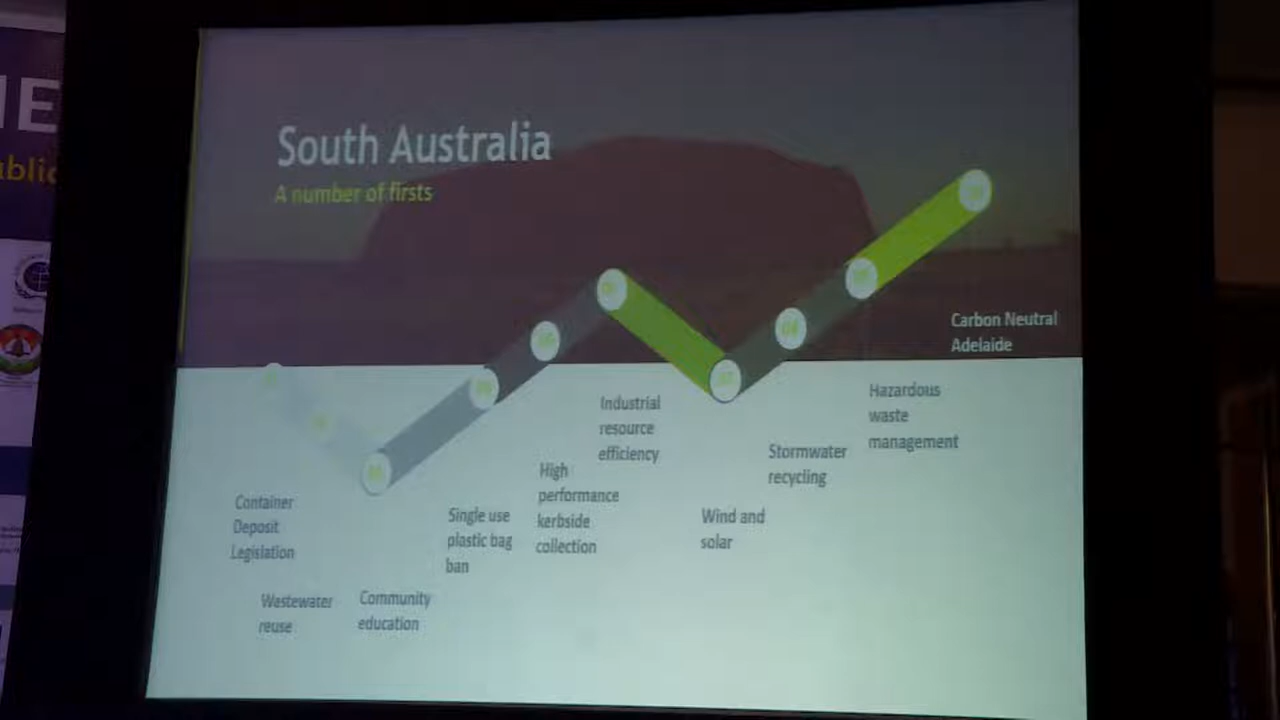 South Australia
A number of firsts
Carbon Neutral
Adelaide
Hazardous
waste
management
Industrial
resource
efficiency
Stormwater
recycling
High
performance
kerbside
collection
Container
Deposit
Legislation
Single use
plastic bag
ban
Wind and
solar
Wastewater
reuse
Community
education